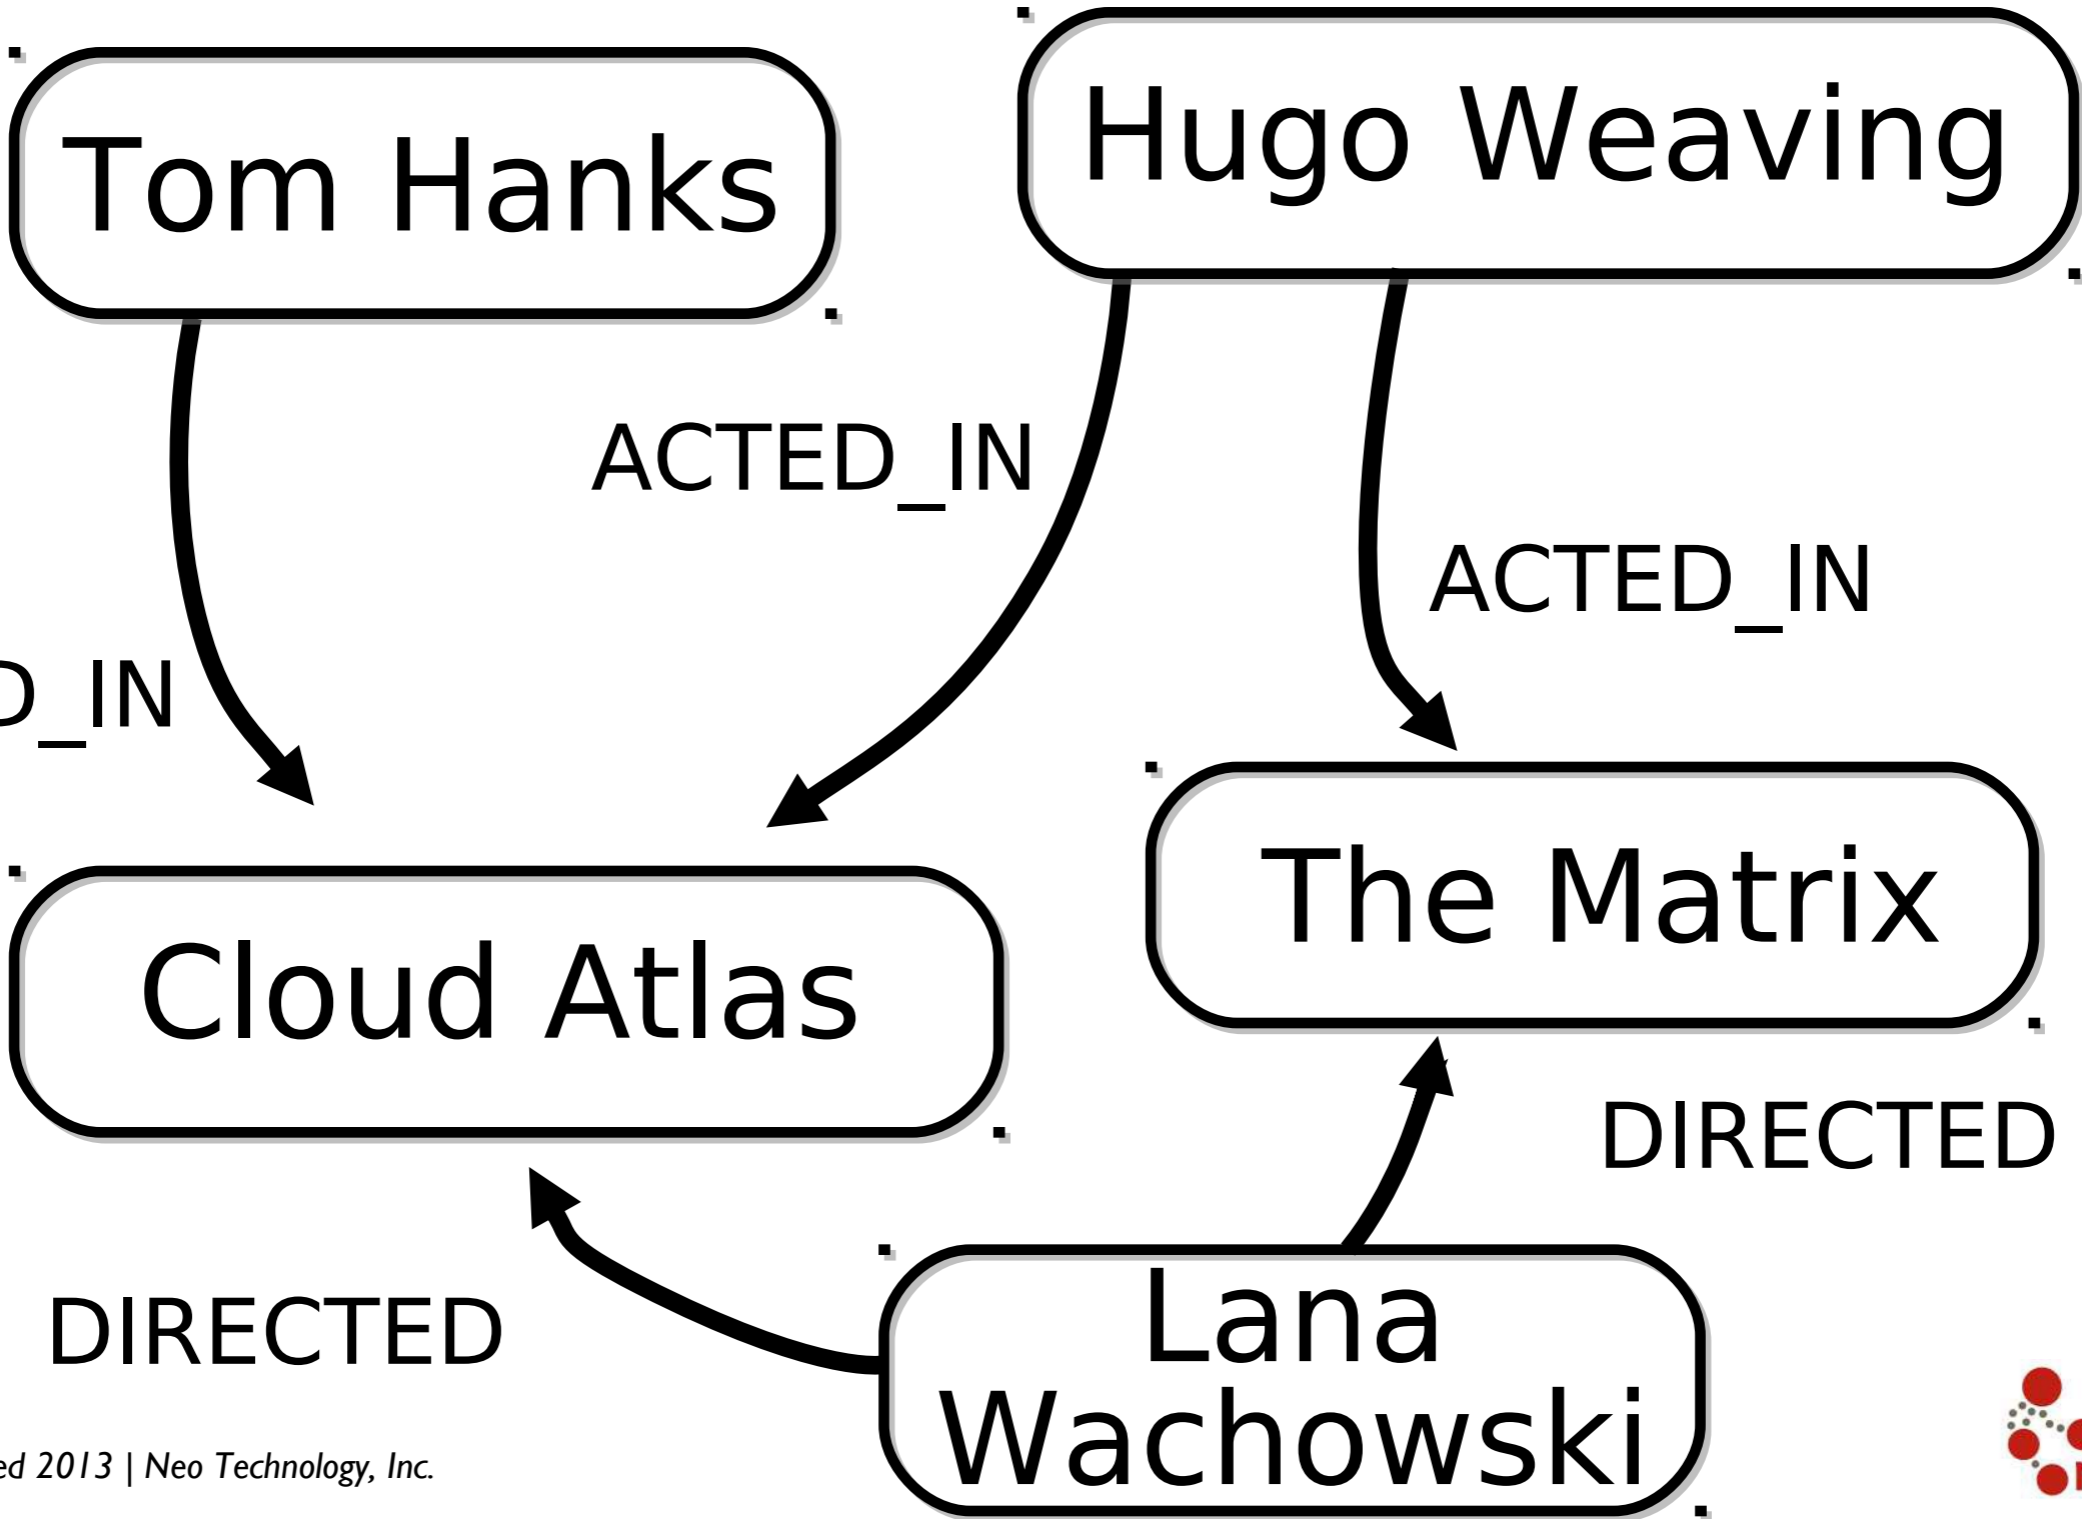 Tom Hanks
Hugo Weaving
ACTED_IN
ACTED_IN
D_IN
The Matrix
Cloud Atlas
DIRECTED
DIRECTED
Lana
Wachowski
ed 2013 | Neo Technology, Inc.